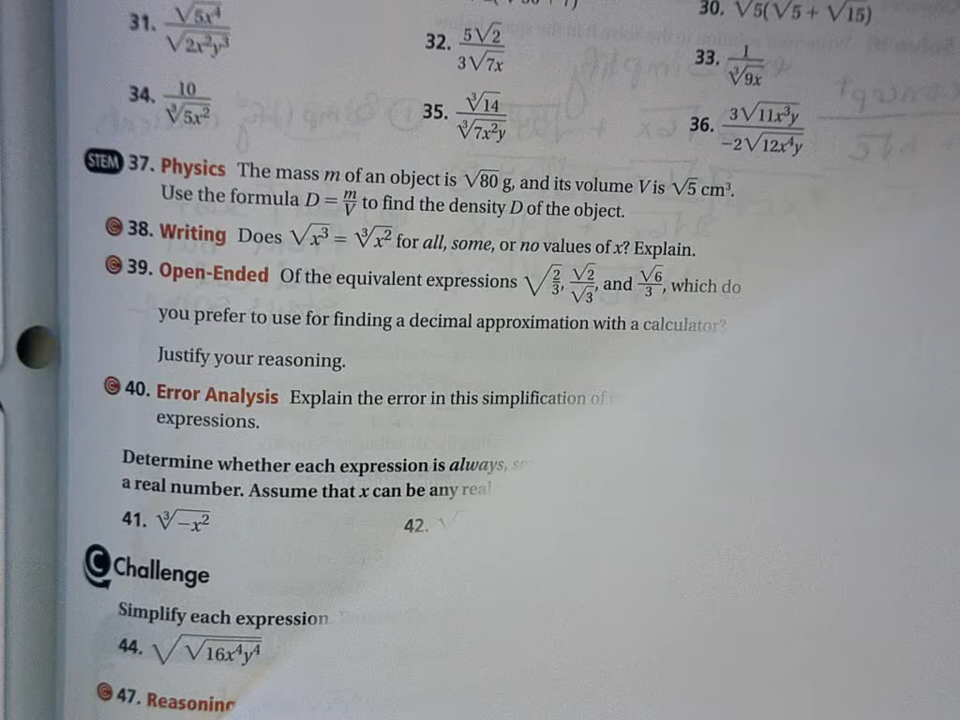 30. √5(√5 + √15)
31. √5x⁴ / √2x²y³
32. 5√2 / 3√7x
33. 1 / ∛9x
34. 10 / ∛5x²
35. ∛14 / ∛7x²y
36. 3√11x³y / −2√12x⁴y
STEM 37. Physics The mass m of an object is √80 g, and its volume V is √5 cm³.
Use the formula D = m/V to find the density D of the object.
C 38. Writing Does √x³ = ∛x² for all, some, or no values of x? Explain.
C 39. Open-Ended Of the equivalent expressions √2/3, √2/√3, and √6/3, which do
you prefer to use for finding a decimal approximation with a calculator?
Justify your reasoning.
C 40. Error Analysis Explain the error in this simplification of
expressions.
Determine whether each expression is always,
a real number. Assume that x can be any real
41. ∛−x²
42.
C Challenge
Simplify each expression.
44. √√16x⁴y⁴
C 47. Reasoning